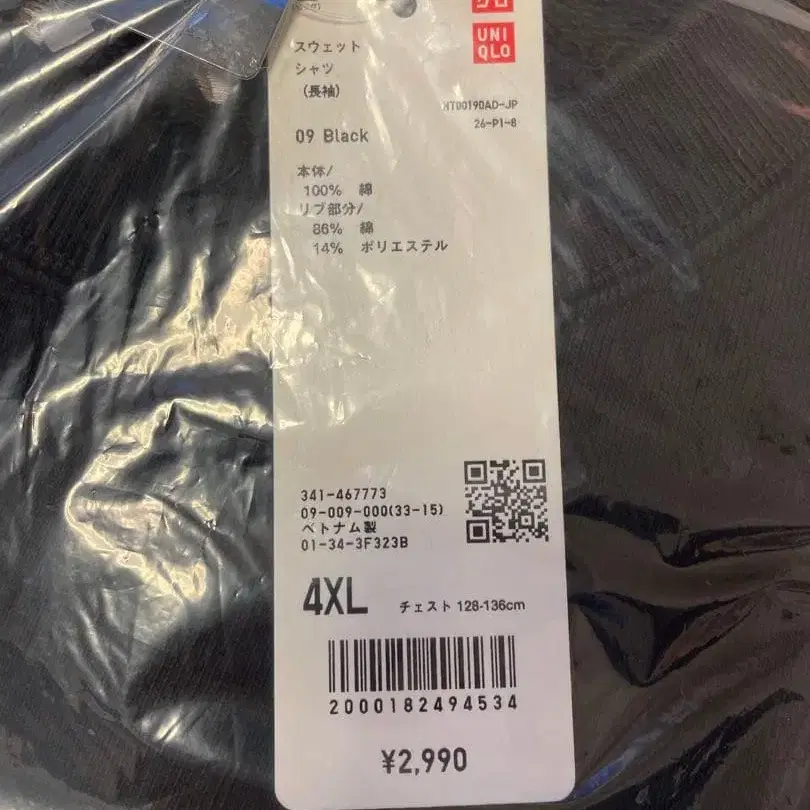 UNI
QLO
スウェット
シャツ
（長袖）
HT00190AD-JP
26-P1-8
09 Black
本体/
100% 綿
リブ部分/
86% 綿
14% ポリエステル
341-467773
09-009-000(33-15)
ベトナム製
01-34-3F323B
4XL チェスト 128-136cm
2000182494534
¥2,990